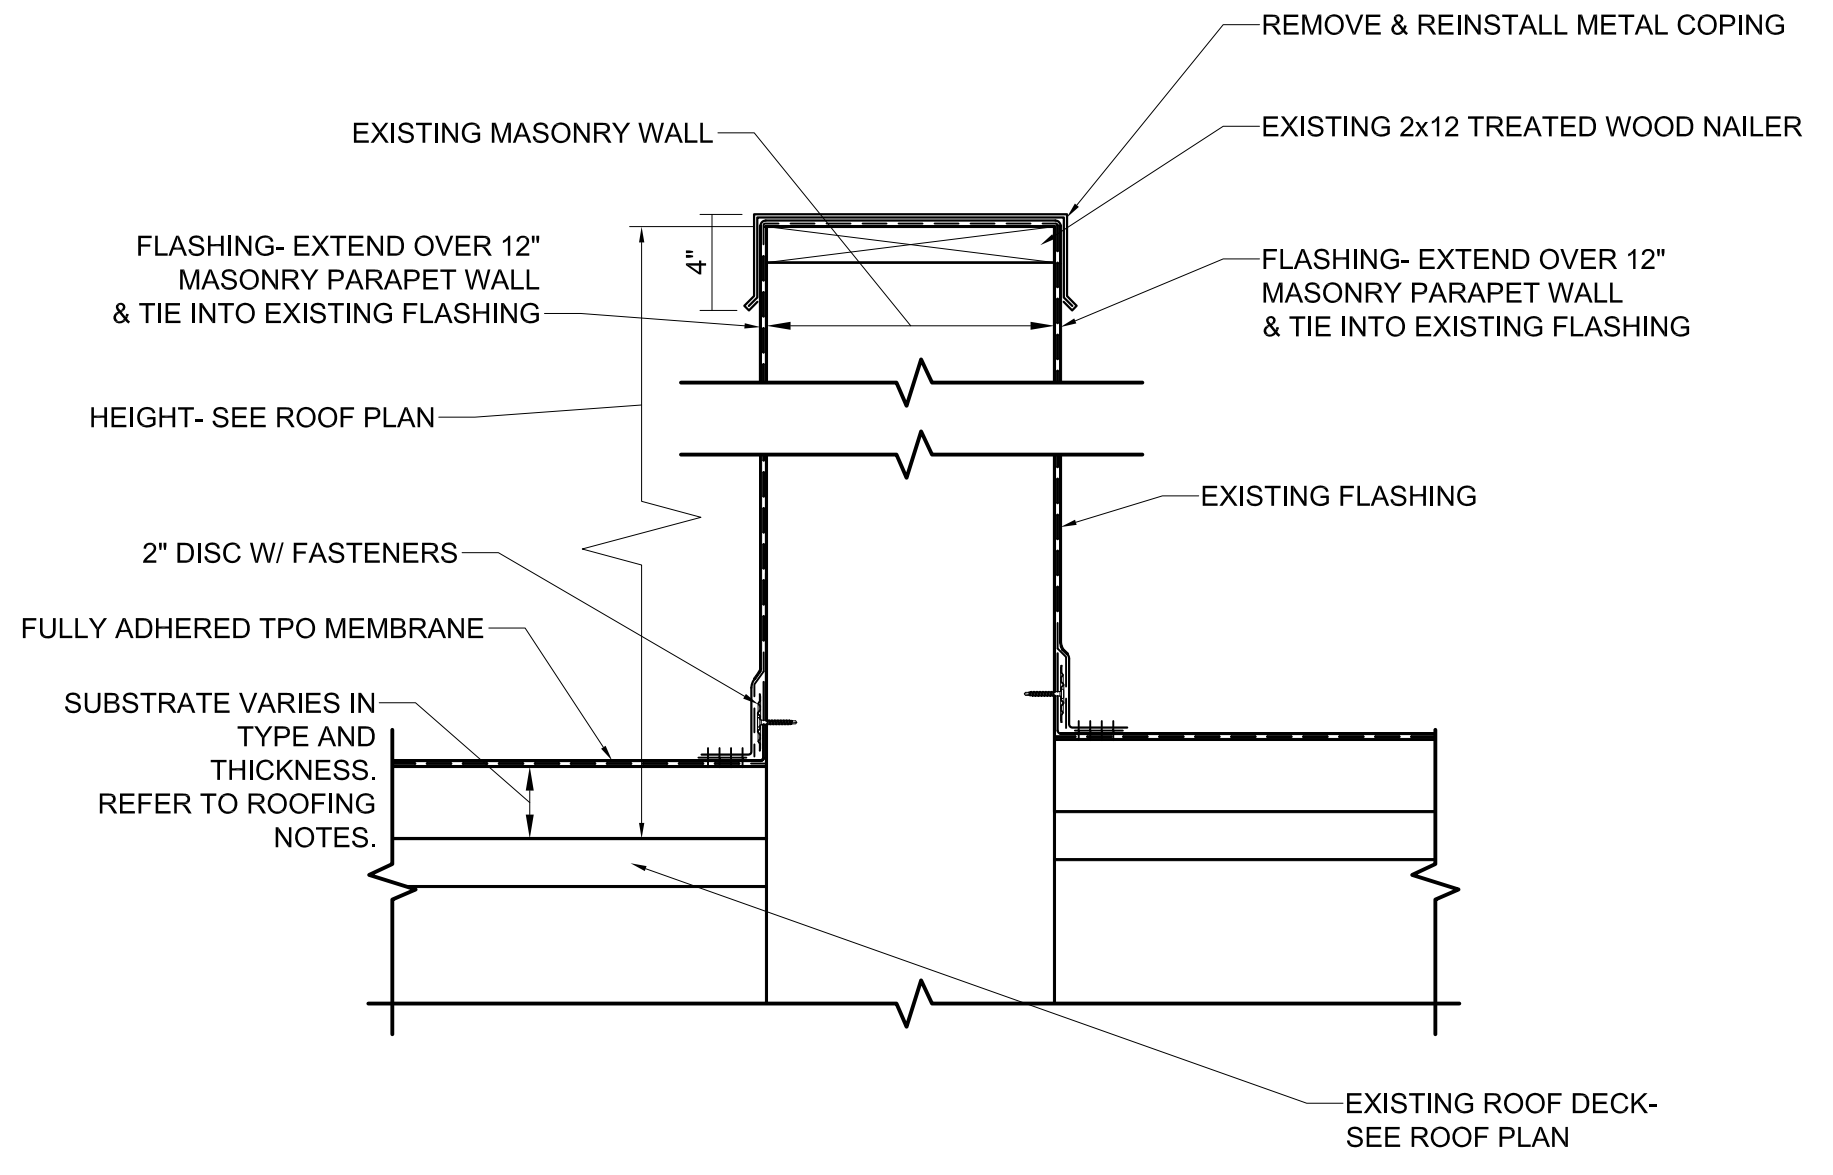 REMOVE & REINSTALL METAL COPING
EXISTING MASONRY WALL
EXISTING 2x12 TREATED WOOD NAILER
FLASHING- EXTEND OVER 12"
MASONRY PARAPET WALL
& TIE INTO EXISTING FLASHING
4"
FLASHING- EXTEND OVER 12"
MASONRY PARAPET WALL
& TIE INTO EXISTING FLASHING
HEIGHT- SEE ROOF PLAN
EXISTING FLASHING
2" DISC W/ FASTENERS
FULLY ADHERED TPO MEMBRANE
SUBSTRATE VARIES IN
TYPE AND
THICKNESS.
REFER TO ROOFING
NOTES.
EXISTING ROOF DECK-
SEE ROOF PLAN